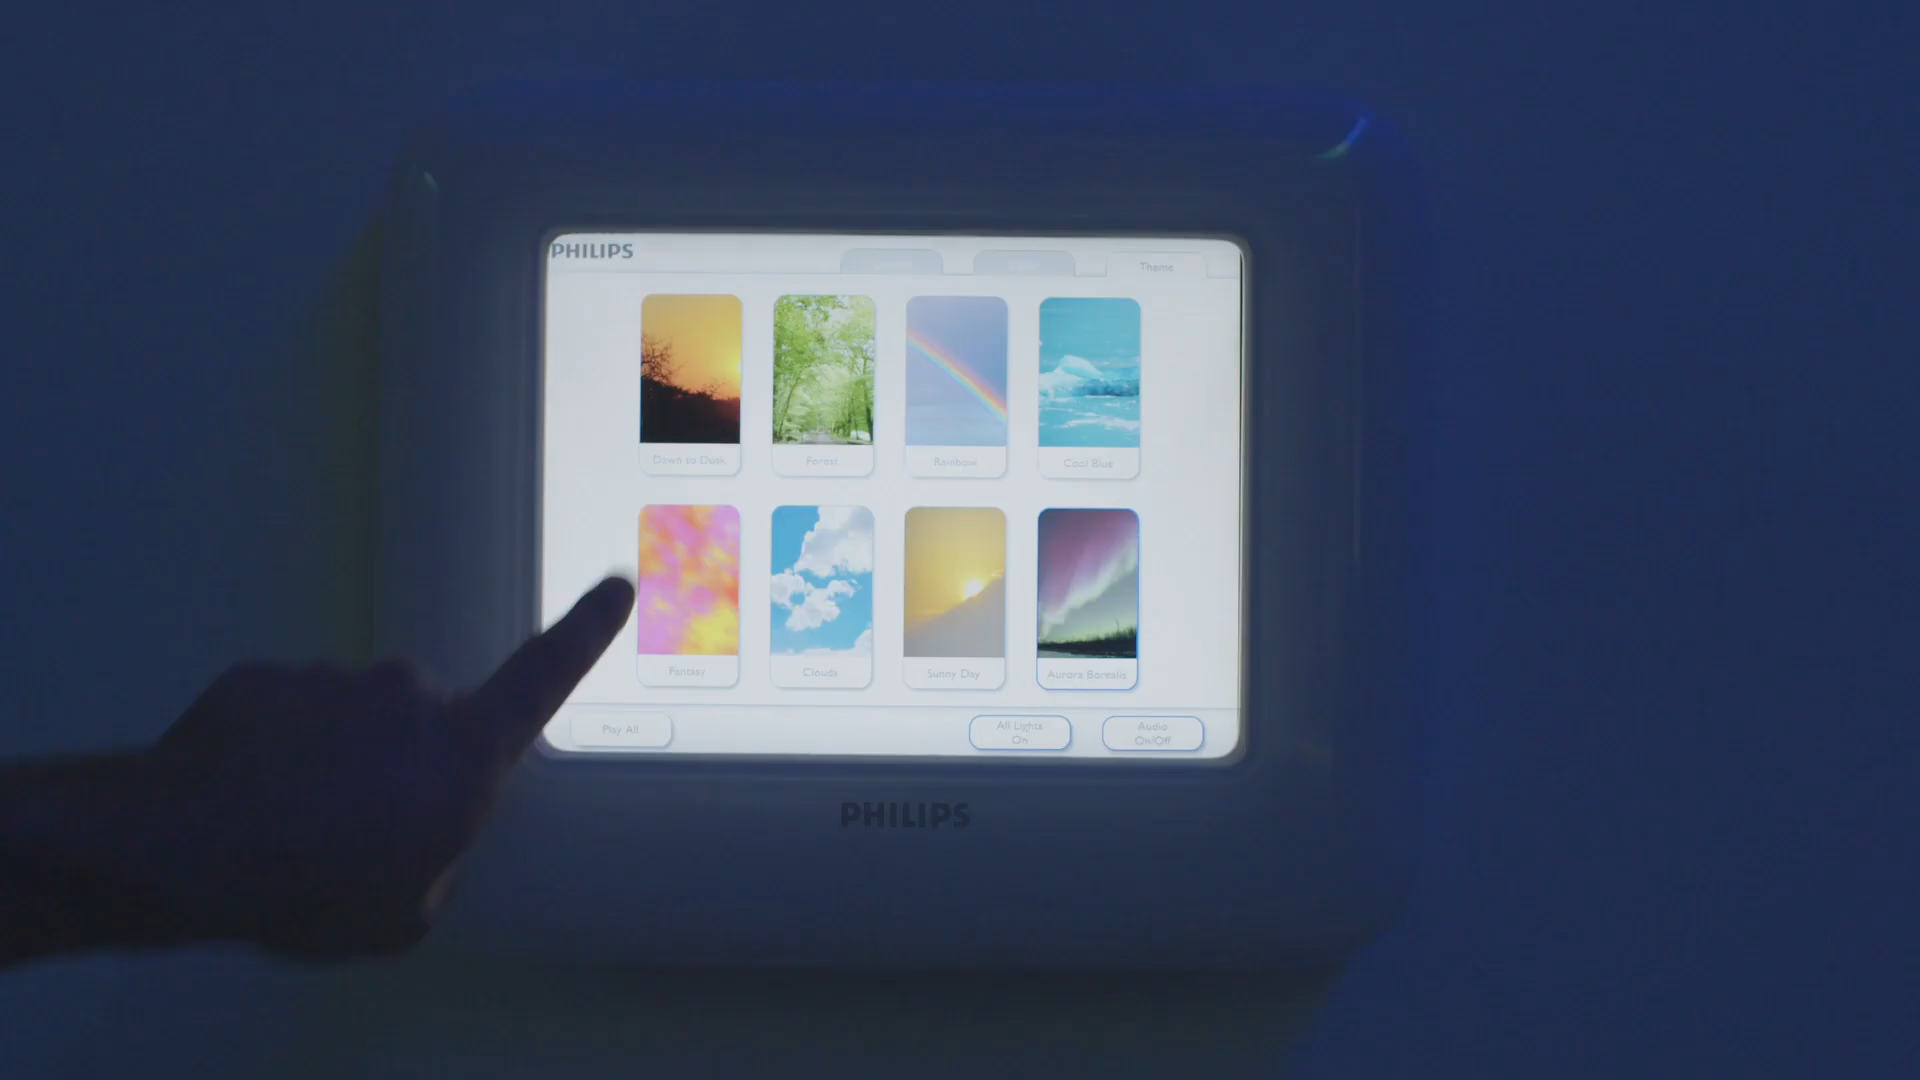 PHILIPS
Theme
Dawn to Dusk
Forest
Rainbow
Cool Blue
Fantasy
Clouds
Sunny Day
Aurora Borealis
Play All
All Lights
On
Audio
On/Off
PHILIPS